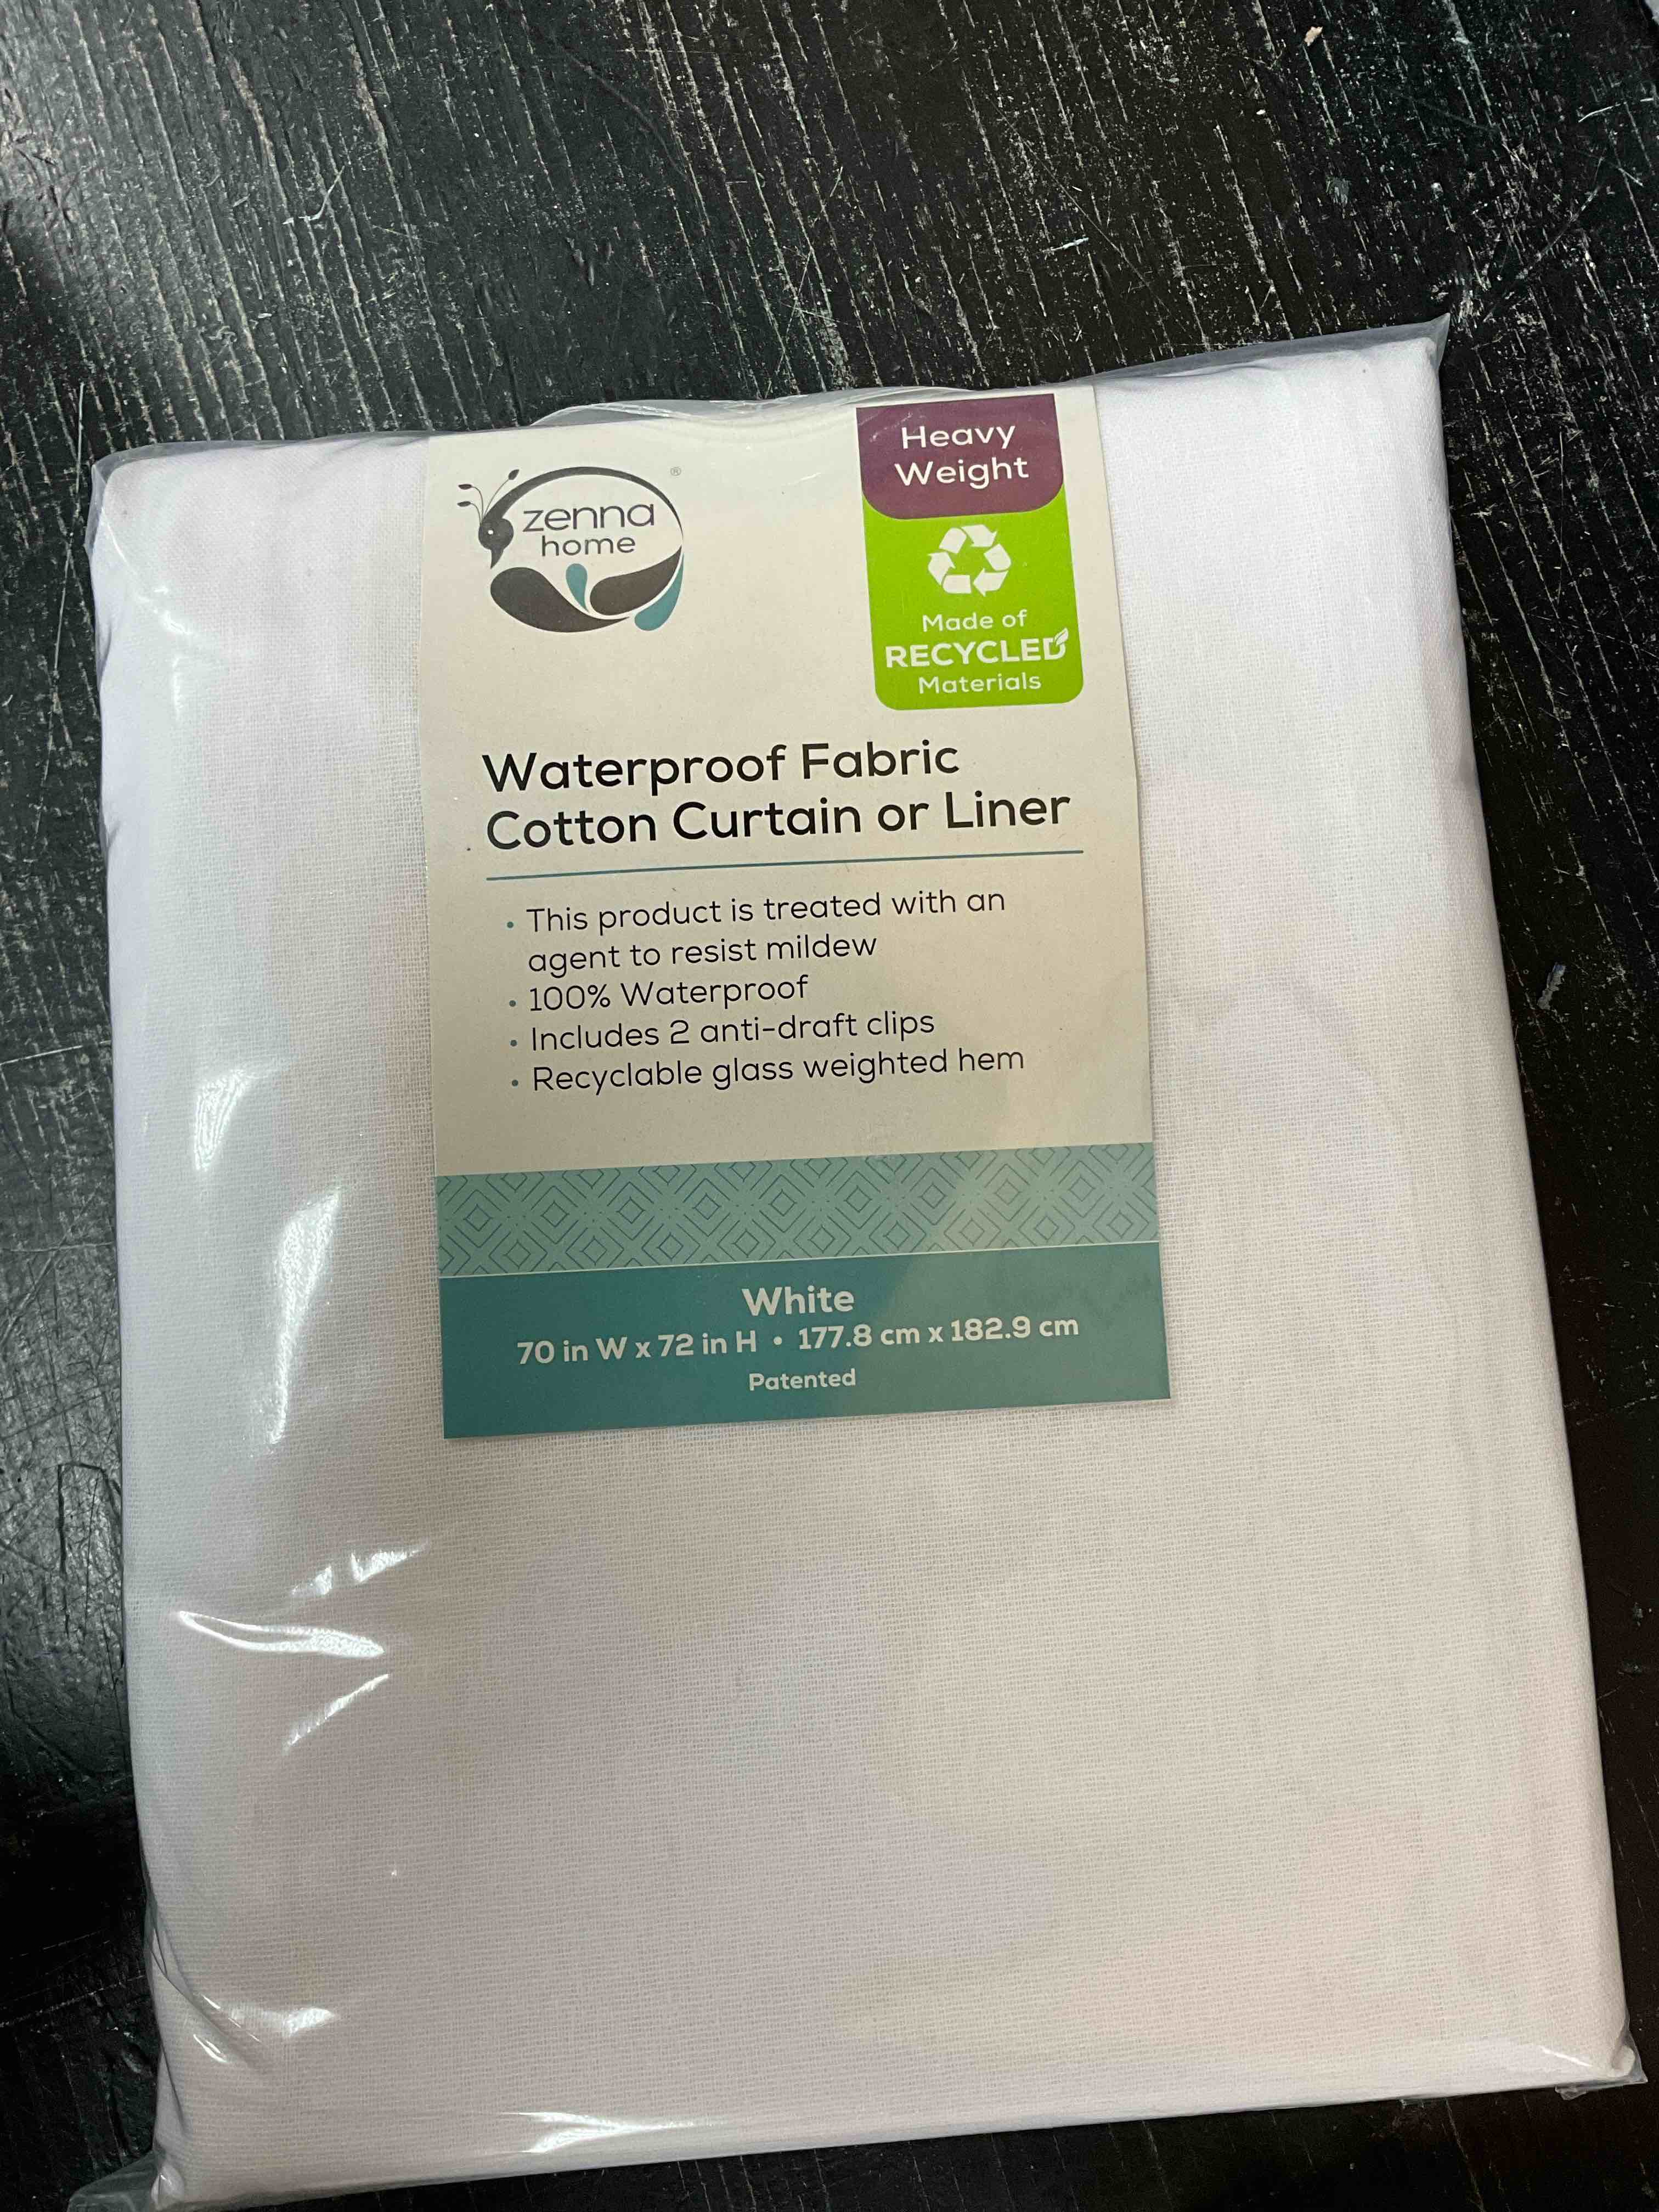 zenna
home
®
Heavy
Weight
Made of
RECYCLED
Materials
Waterproof Fabric
Cotton Curtain or Liner
• This product is treated with an
agent to resist mildew
• 100% Waterproof
• Includes 2 anti-draft clips
• Recyclable glass weighted hem
White
70 in W x 72 in H • 177.8 cm x 182.9 cm
Patented